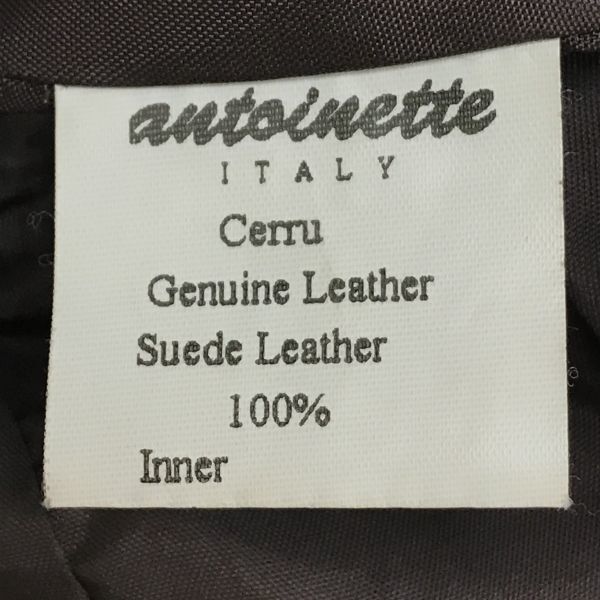 antoinette
ITALY
Cerru
Genuine Leather
Suede Leather
100%
Inner